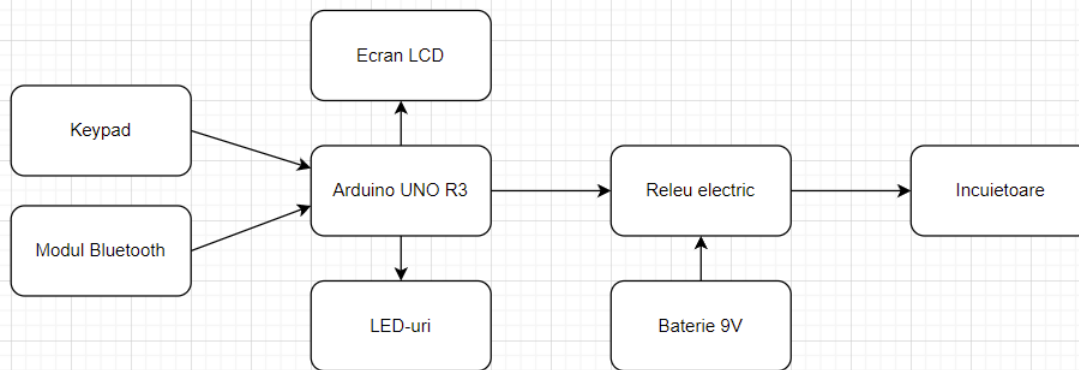 Ecran LCD
Keypad
Arduino UNO R3
Releu electric
Incuietoare
Modul Bluetooth
LED-uri
Baterie 9V